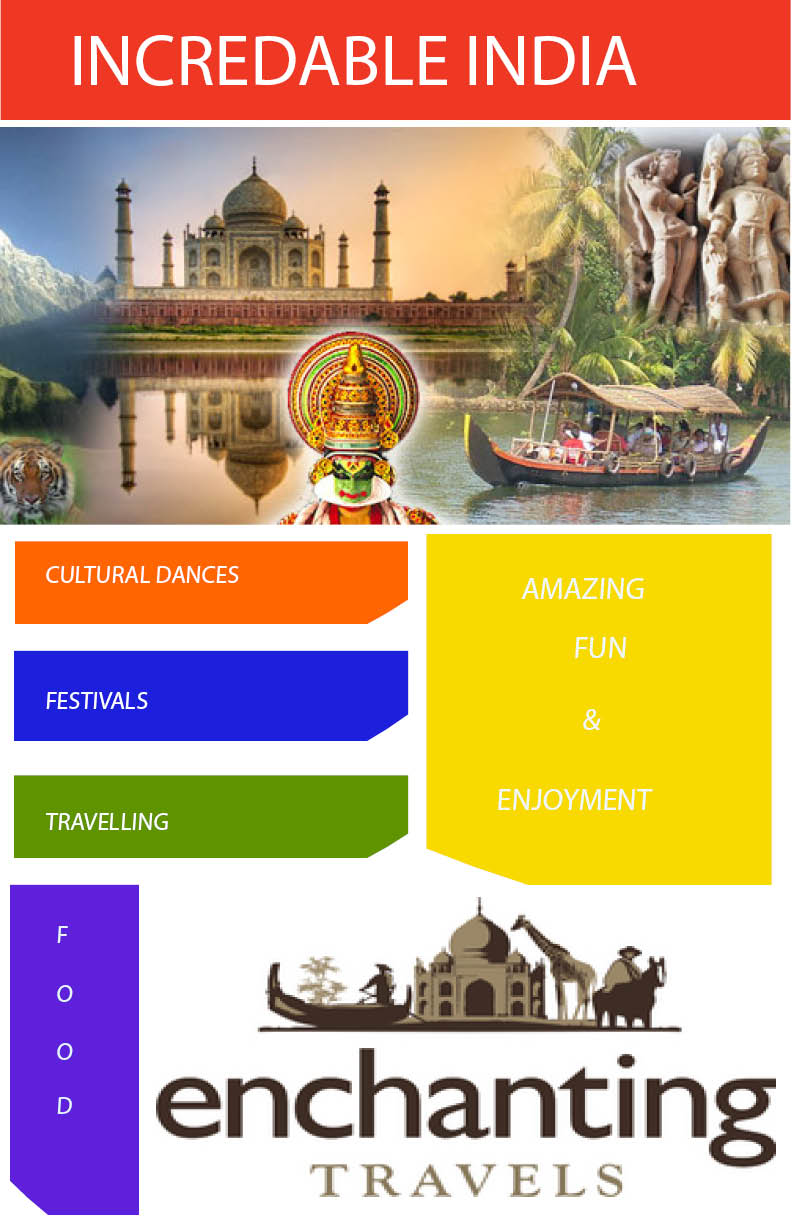 INCREDABLE INDIA
CULTURAL DANCES
FESTIVALS
TRAVELLING
AMAZING
FUN
&
ENJOYMENT
F
O
O
D
enchanting
TRAVELS